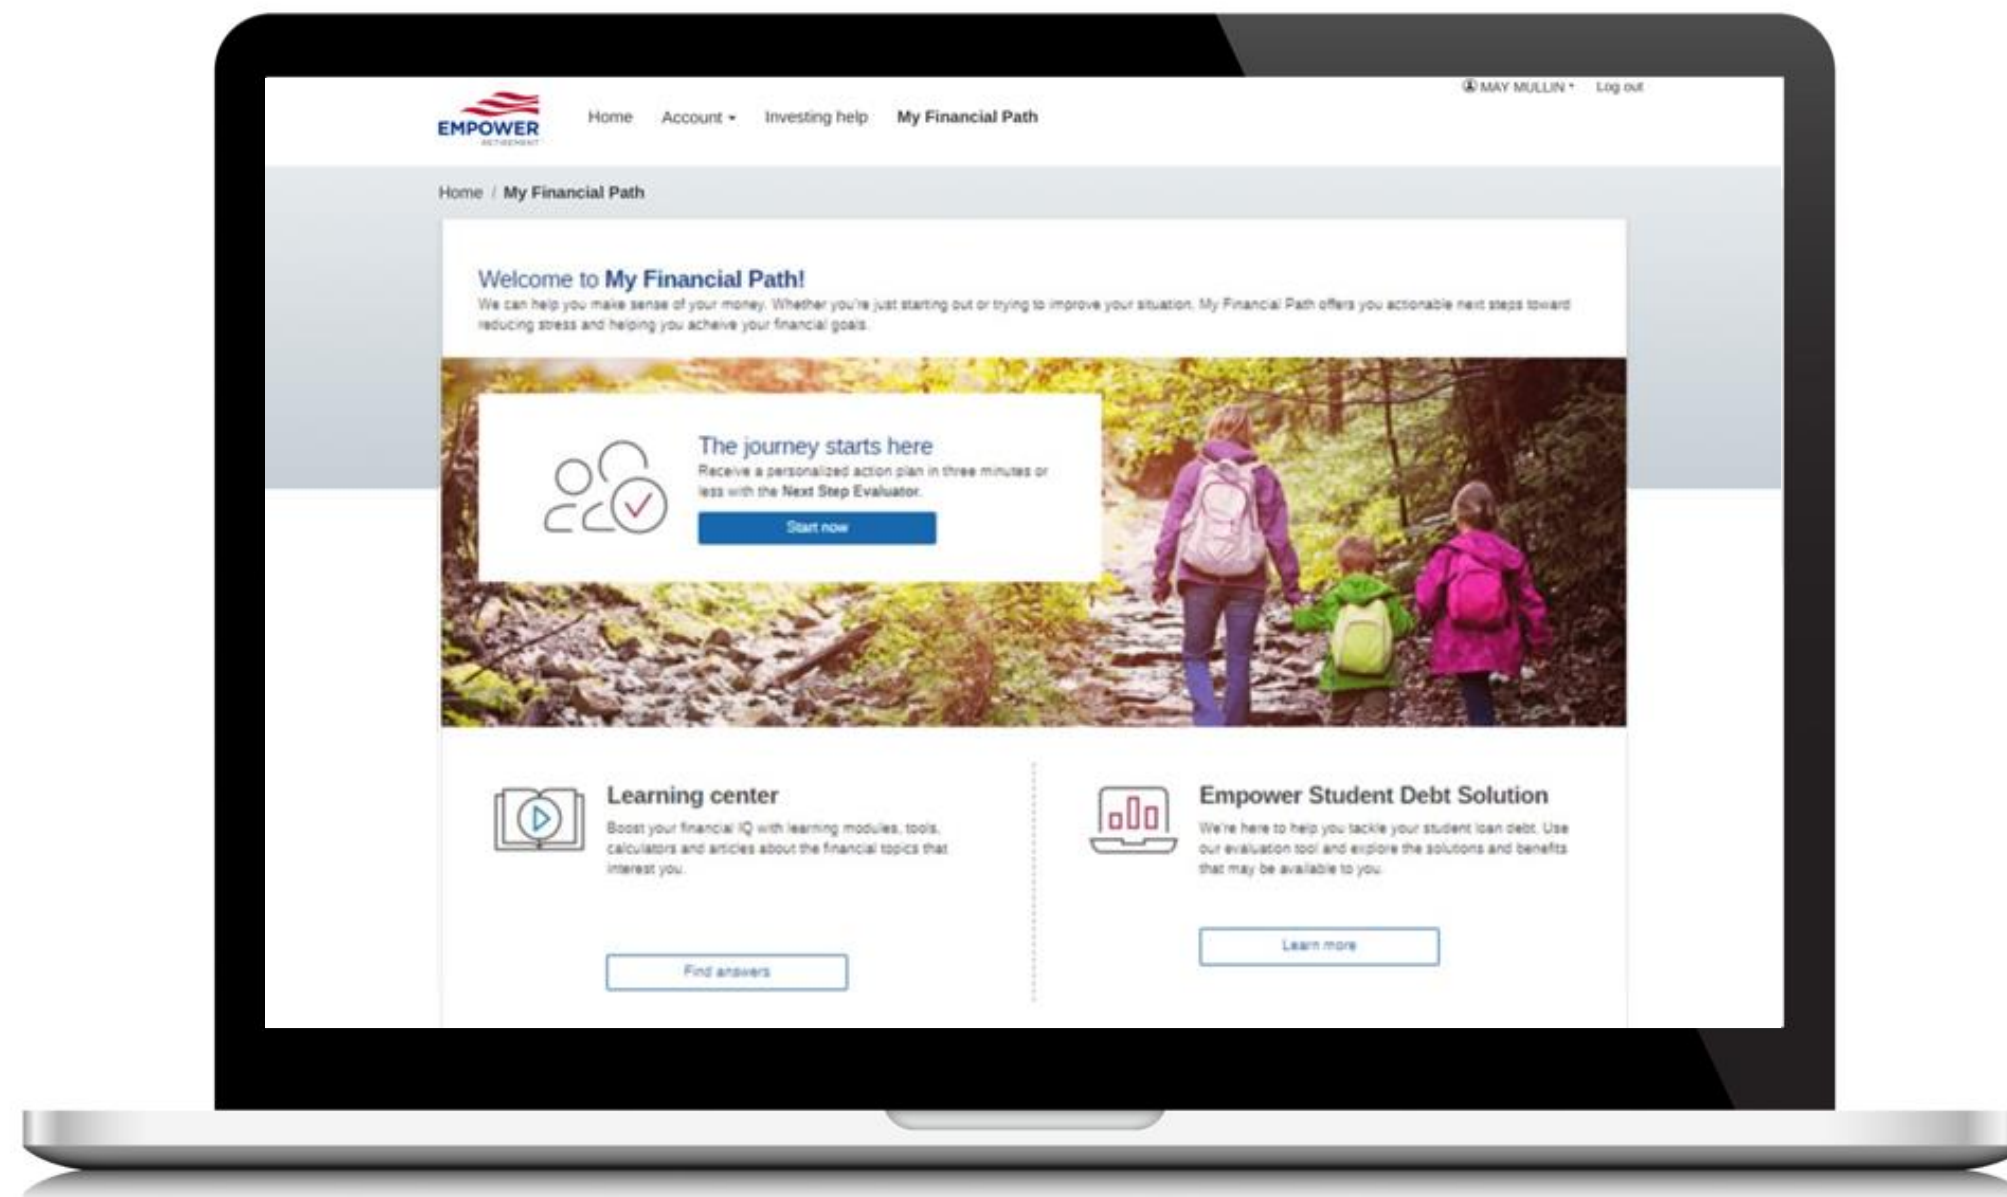 MAY MULLIN Log out
EMPOWER
RETIREMENT
Home Account Investing help My Financial Path
Home / My Financial Path
Welcome to My Financial Path!
We can help you make sense of your money. Whether you're just starting out or trying to improve your situation, My Financial Path offers you actionable next steps toward
reducing stress and helping you acheive your financial goals.
The journey starts here
Receive a personalized action plan in three minutes or
less with the Next Step Evaluator.
Start now
Learning center
Boost your financial IQ with learning modules, tools,
calculators and articles about the financial topics that
interest you.
Find answers
Empower Student Debt Solution
We're here to help you tackle your student loan debt. Use
our evaluation tool and explore the solutions and benefits
that may be available to you.
Learn more